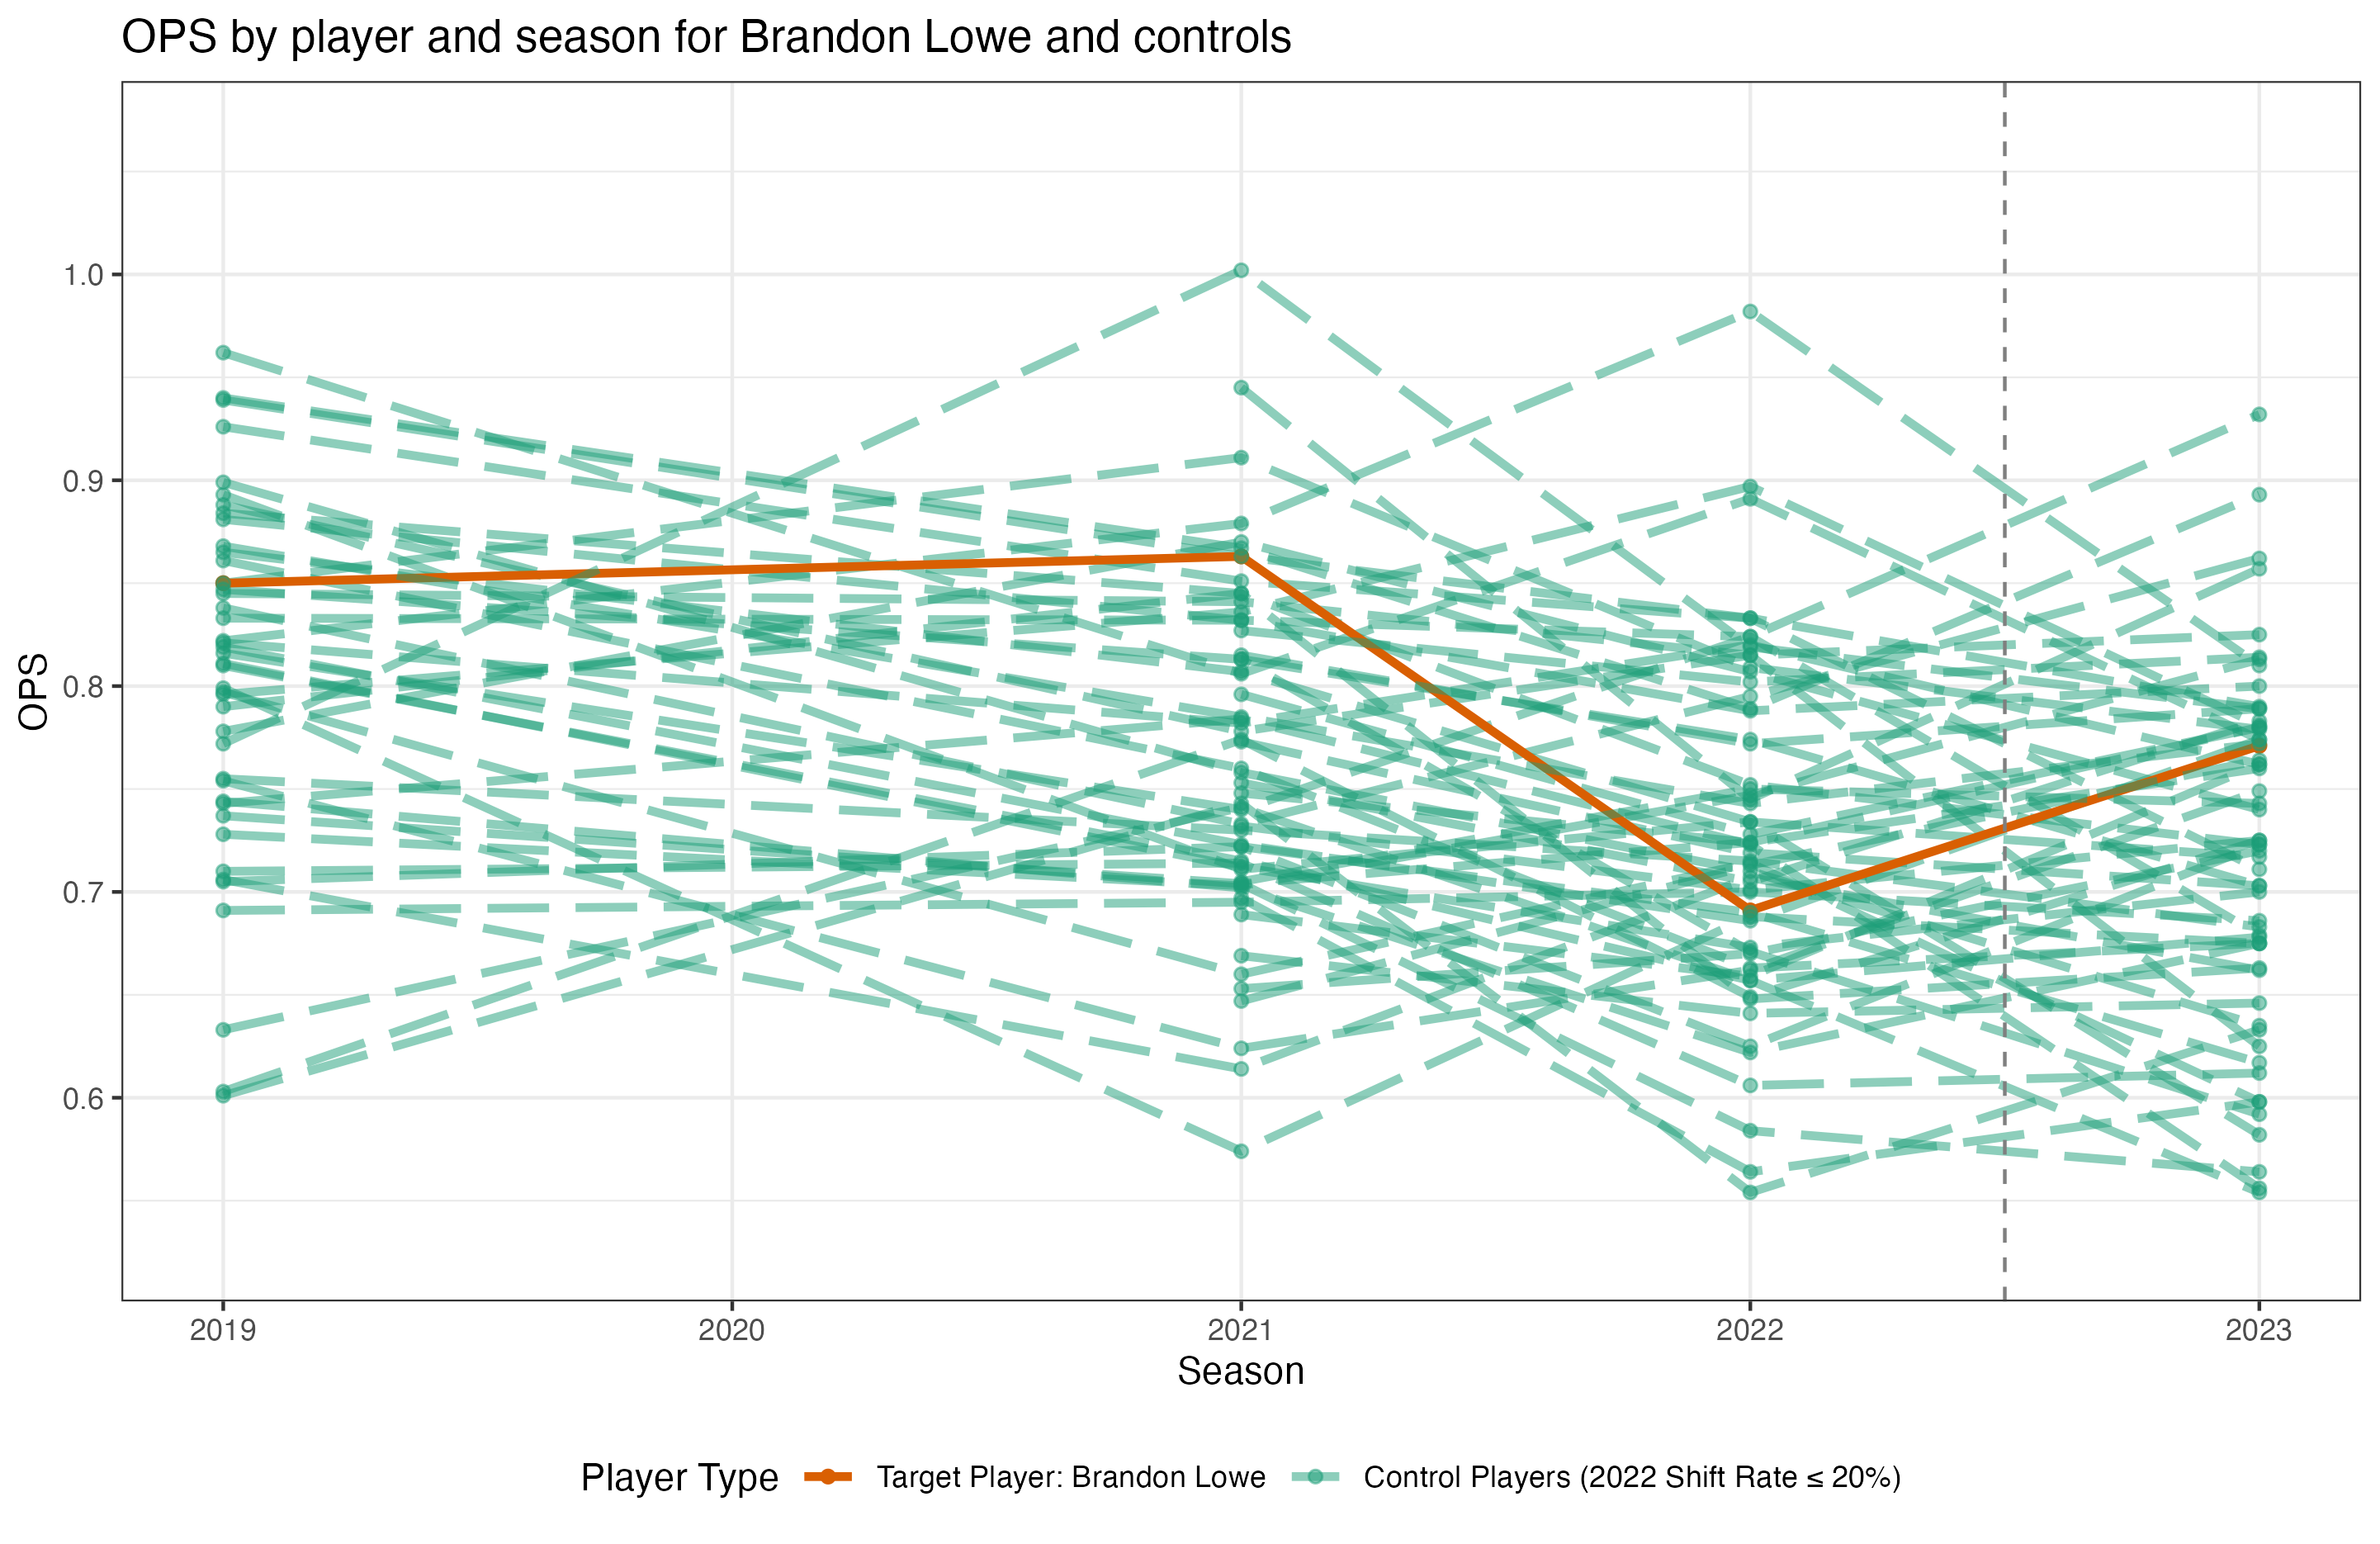 OPS by player and season for Brandon Lowe and controls
OPS
1.0
0.9
0.8
0.7
0.6
2019 2020 2021 2022 2023
Season
Player Type Target Player: Brandon Lowe Control Players (2022 Shift Rate ≤ 20%)